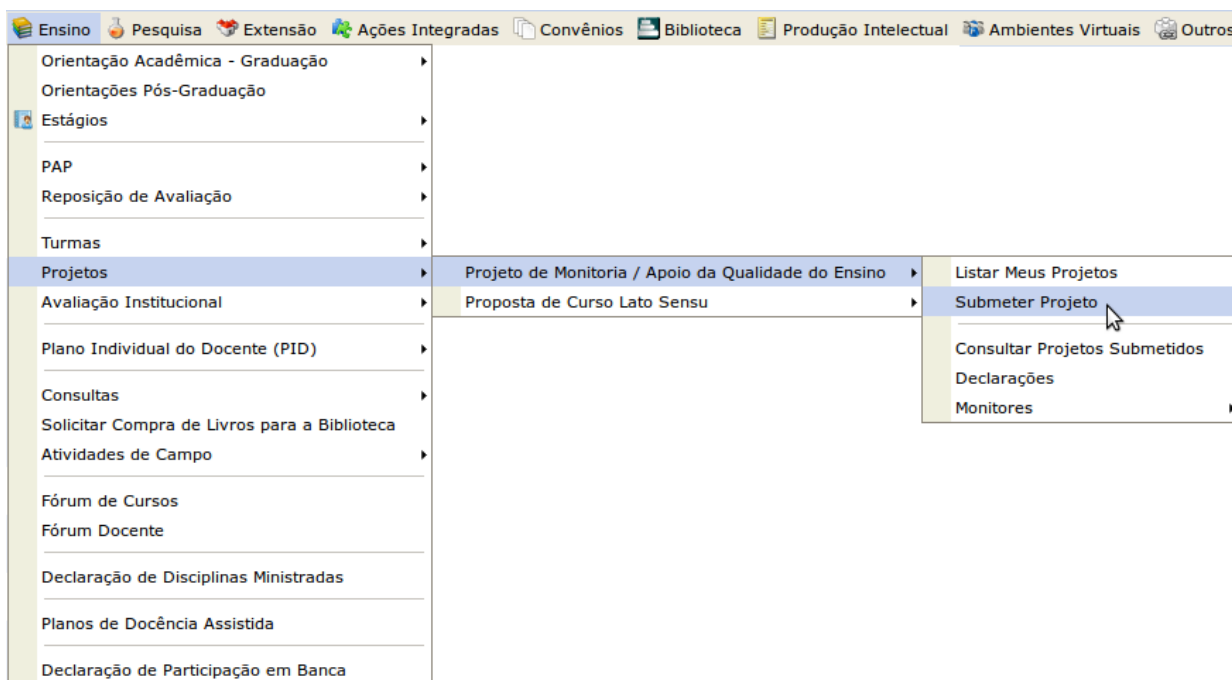 Ensino Pesquisa Extensão Ações Integradas Convênios Biblioteca Produção Intelectual Ambientes Virtuais Outros
Orientação Acadêmica - Graduação
Orientações Pós-Graduação
Estágios
PAP
Reposição de Avaliação
Turmas
Projetos
Projeto de Monitoria / Apoio da Qualidade do Ensino
Listar Meus Projetos
Avaliação Institucional
Proposta de Curso Lato Sensu
Submeter Projeto
Plano Individual do Docente (PID)
Consultar Projetos Submetidos
Declarações
Consultas
Monitores
Solicitar Compra de Livros para a Biblioteca
Atividades de Campo
Fórum de Cursos
Fórum Docente
Declaração de Disciplinas Ministradas
Planos de Docência Assistida
Declaração de Participação em Banca